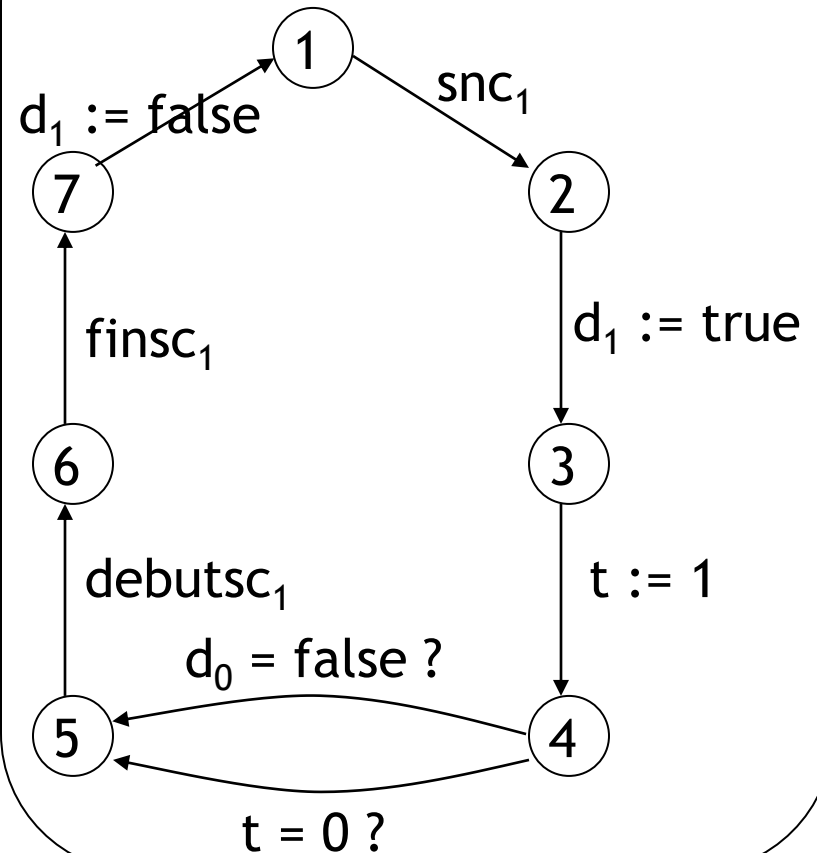 1
snc₁
d₁ := false
7
2
d₁ := true
finsc₁
6
3
debutsc₁
t := 1
d₀ = false ?
5
4
t = 0 ?